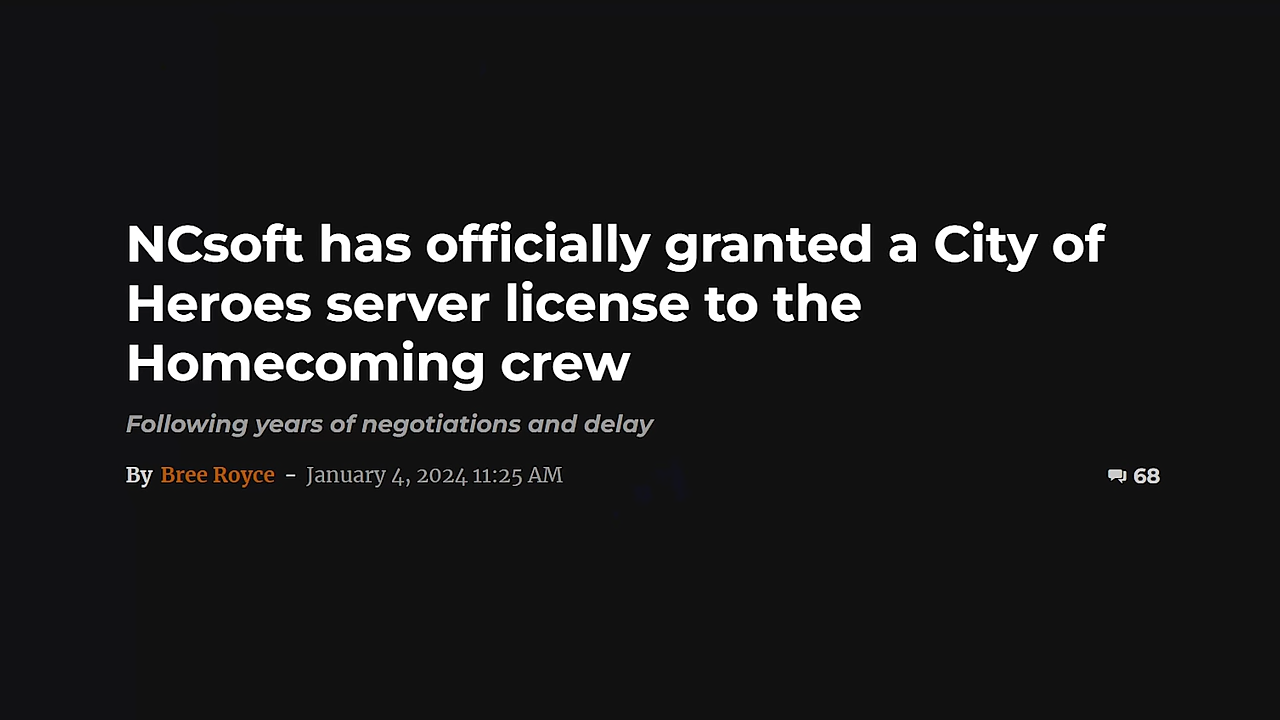 NCsoft has officially granted a City of
Heroes server license to the
Homecoming crew
Following years of negotiations and delay
By Bree Royce - January 4, 2024 11:25 AM 68